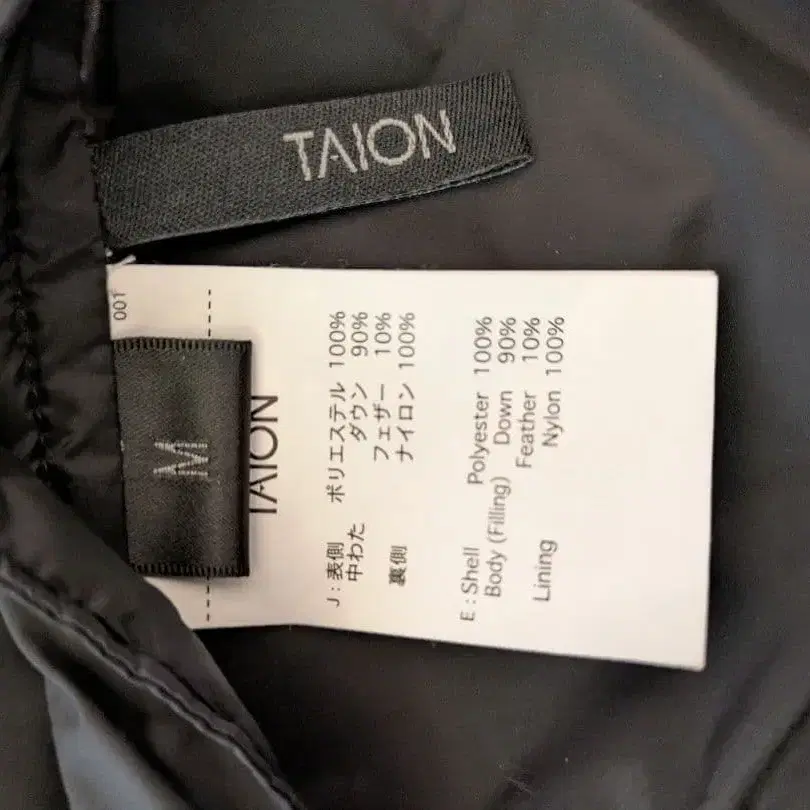 TAION
001
M
TAION
J : 表側 ポリエステル 100%
中わた ダウン 90%
フェザー 10%
裏側 ナイロン 100%
E : Shell Polyester 100%
Body (Filling) Down 90%
Feather 10%
Lining Nylon 100%